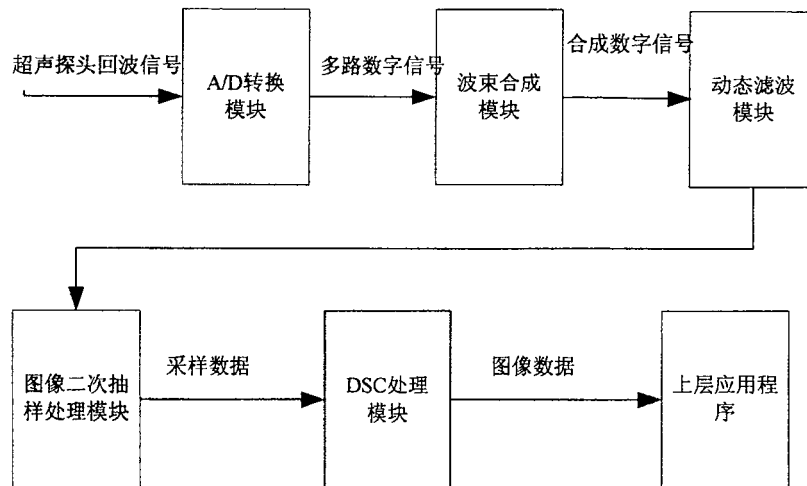 超声探头回波信号
A/D转换
模块
多路数字信号
波束合成
模块
合成数字信号
动态滤波
模块
图像二次抽
样处理模块
采样数据
DSC处理
模块
图像数据
上层应用程
序